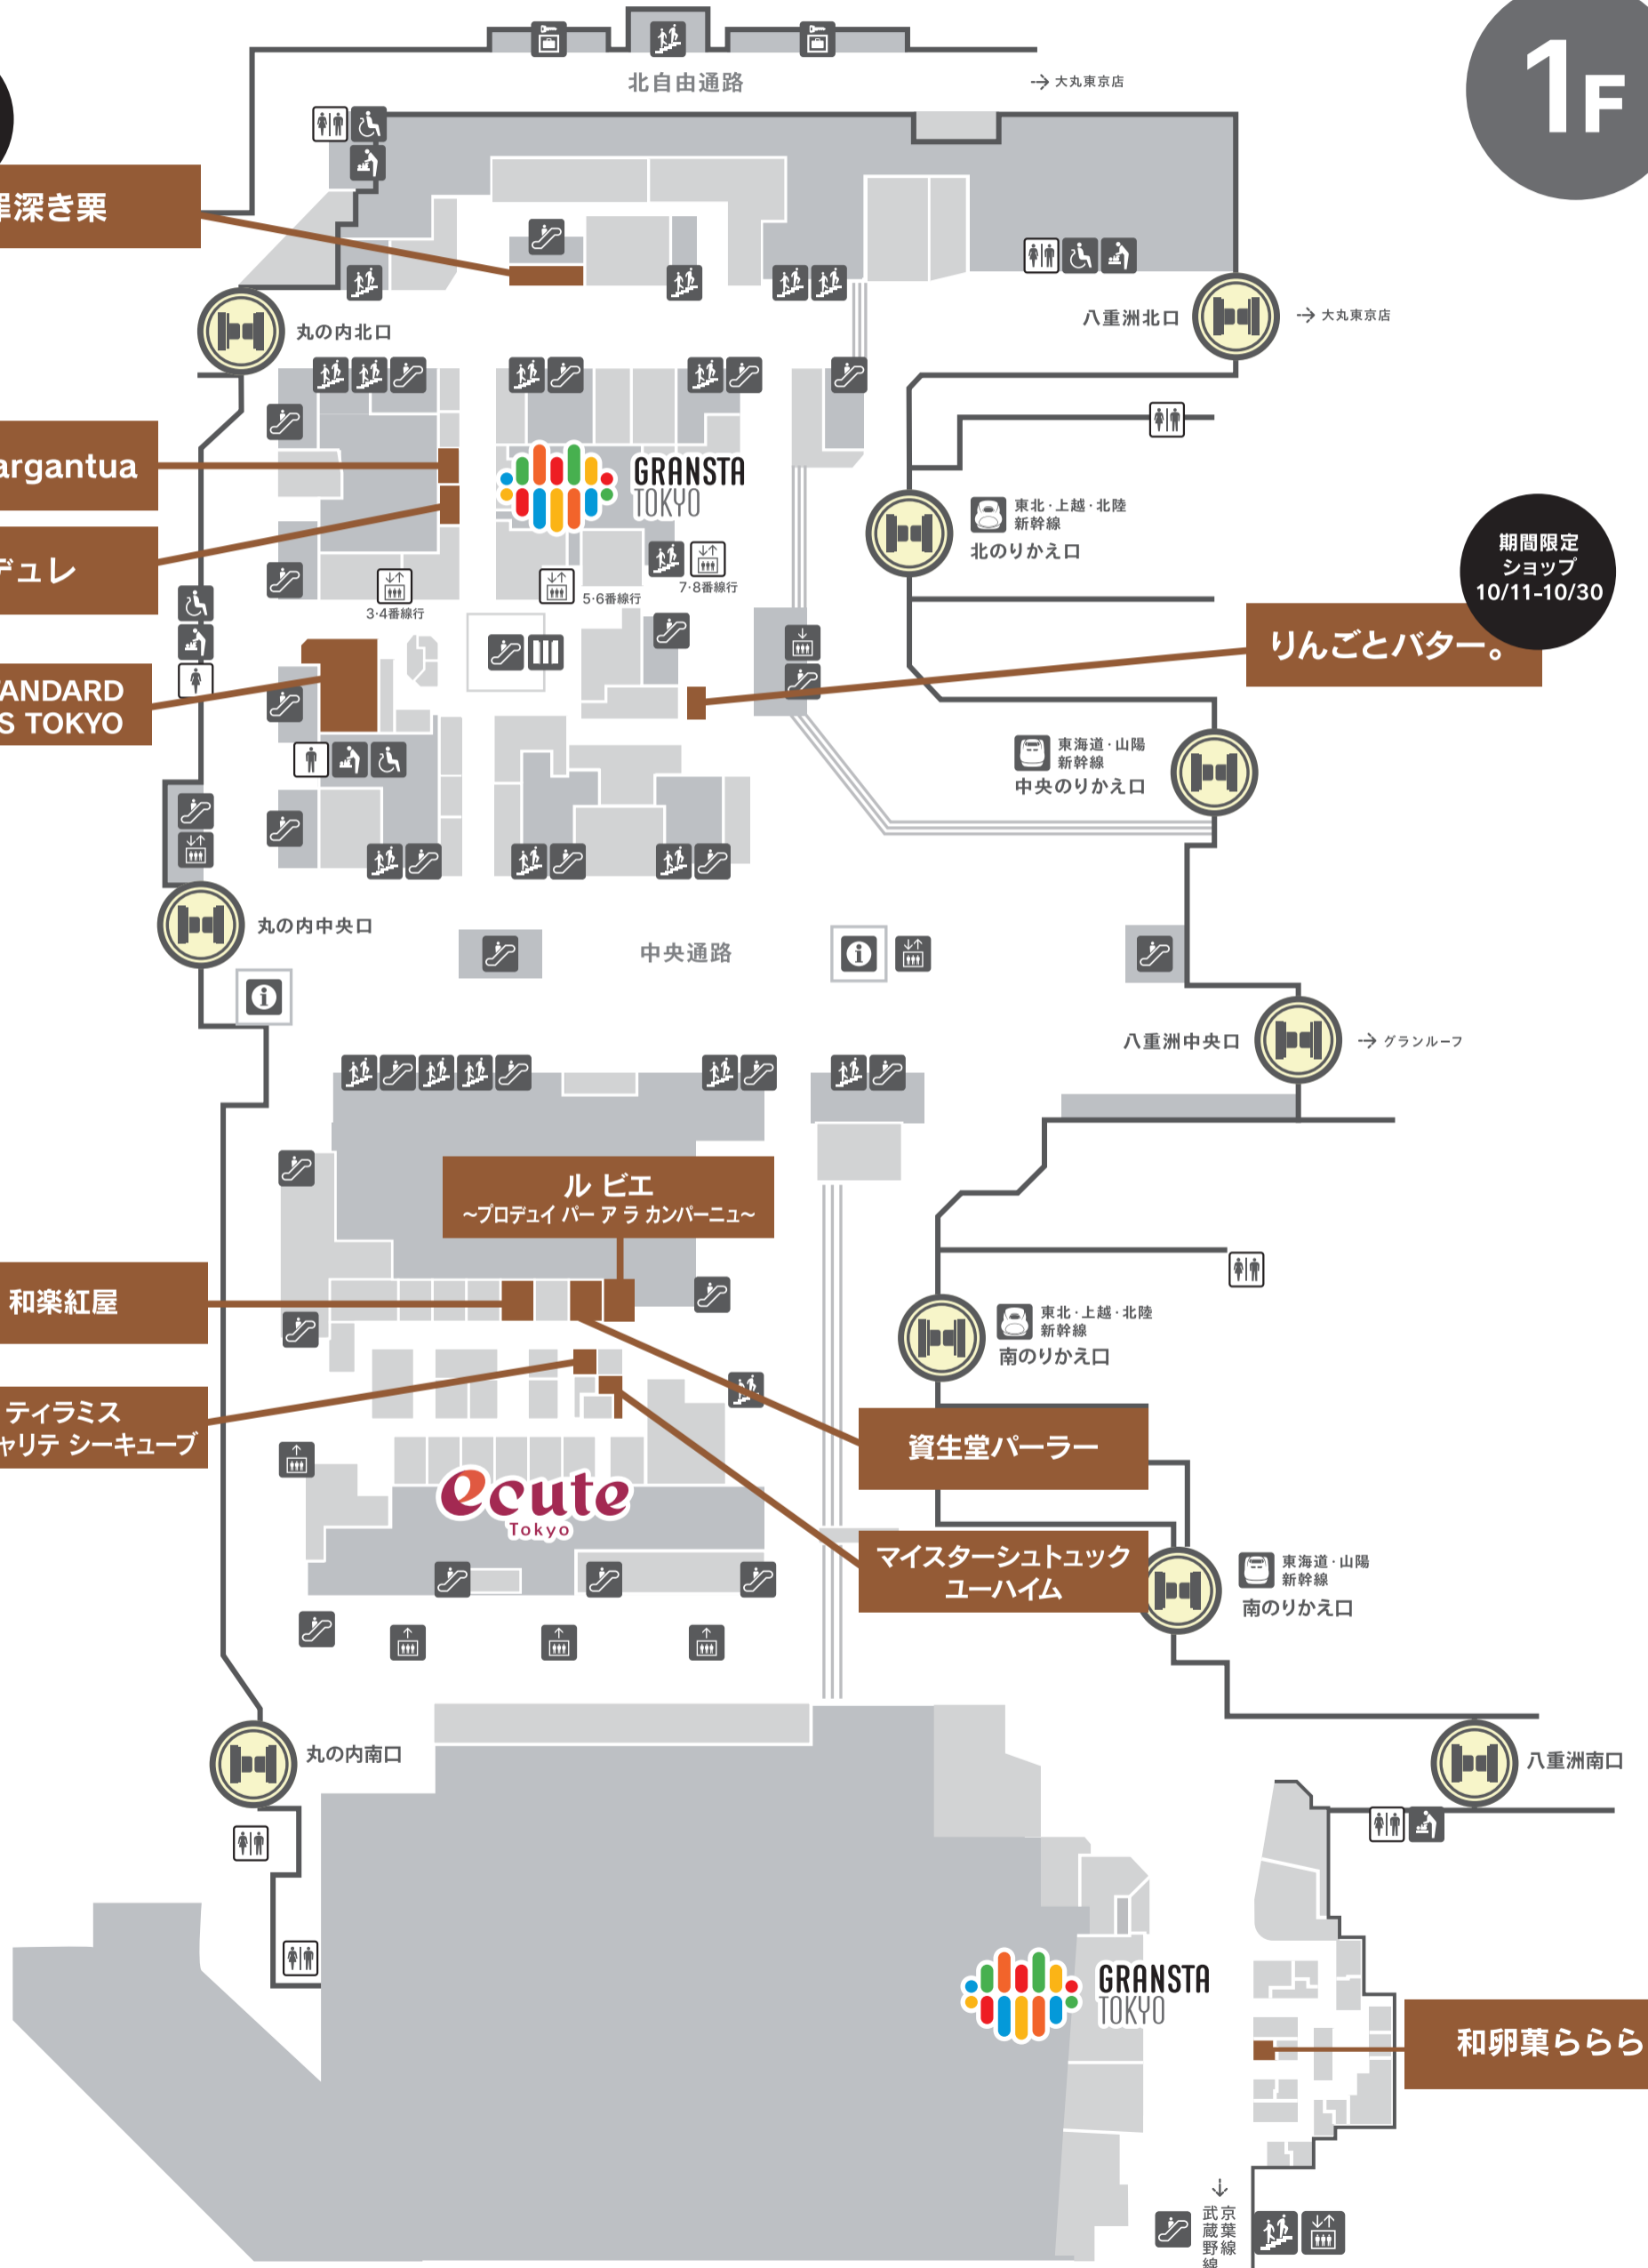 1F
北自由通路
大丸東京店
深き栗
丸の内北口
八重洲北口
大丸東京店
argantua
GRANSTA
TOKYO
東北・上越・北陸
新幹線
北のりかえ口
期間限定
ショップ
10/11-10/30
デュレ
3・4番線行
5・6番線行
7・8番線行
りんごとバター。
ANDARD
S TOKYO
東海道・山陽
新幹線
中央のりかえ口
丸の内中央口
中央通路
八重洲中央口
グランルーフ
ル ビエ
〜プロデュイ パー ア ラ カンパーニュ〜
和楽紅屋
東北・上越・北陸
新幹線
南のりかえ口
ティラミス
ャリテ シーキューブ
資生堂パーラー
ecute
Tokyo
マイスターシュトュック
ユーハイム
東海道・山陽
新幹線
南のりかえ口
丸の内南口
八重洲南口
GRANSTA
TOKYO
和卵菓ららら
京葉線
武蔵野線